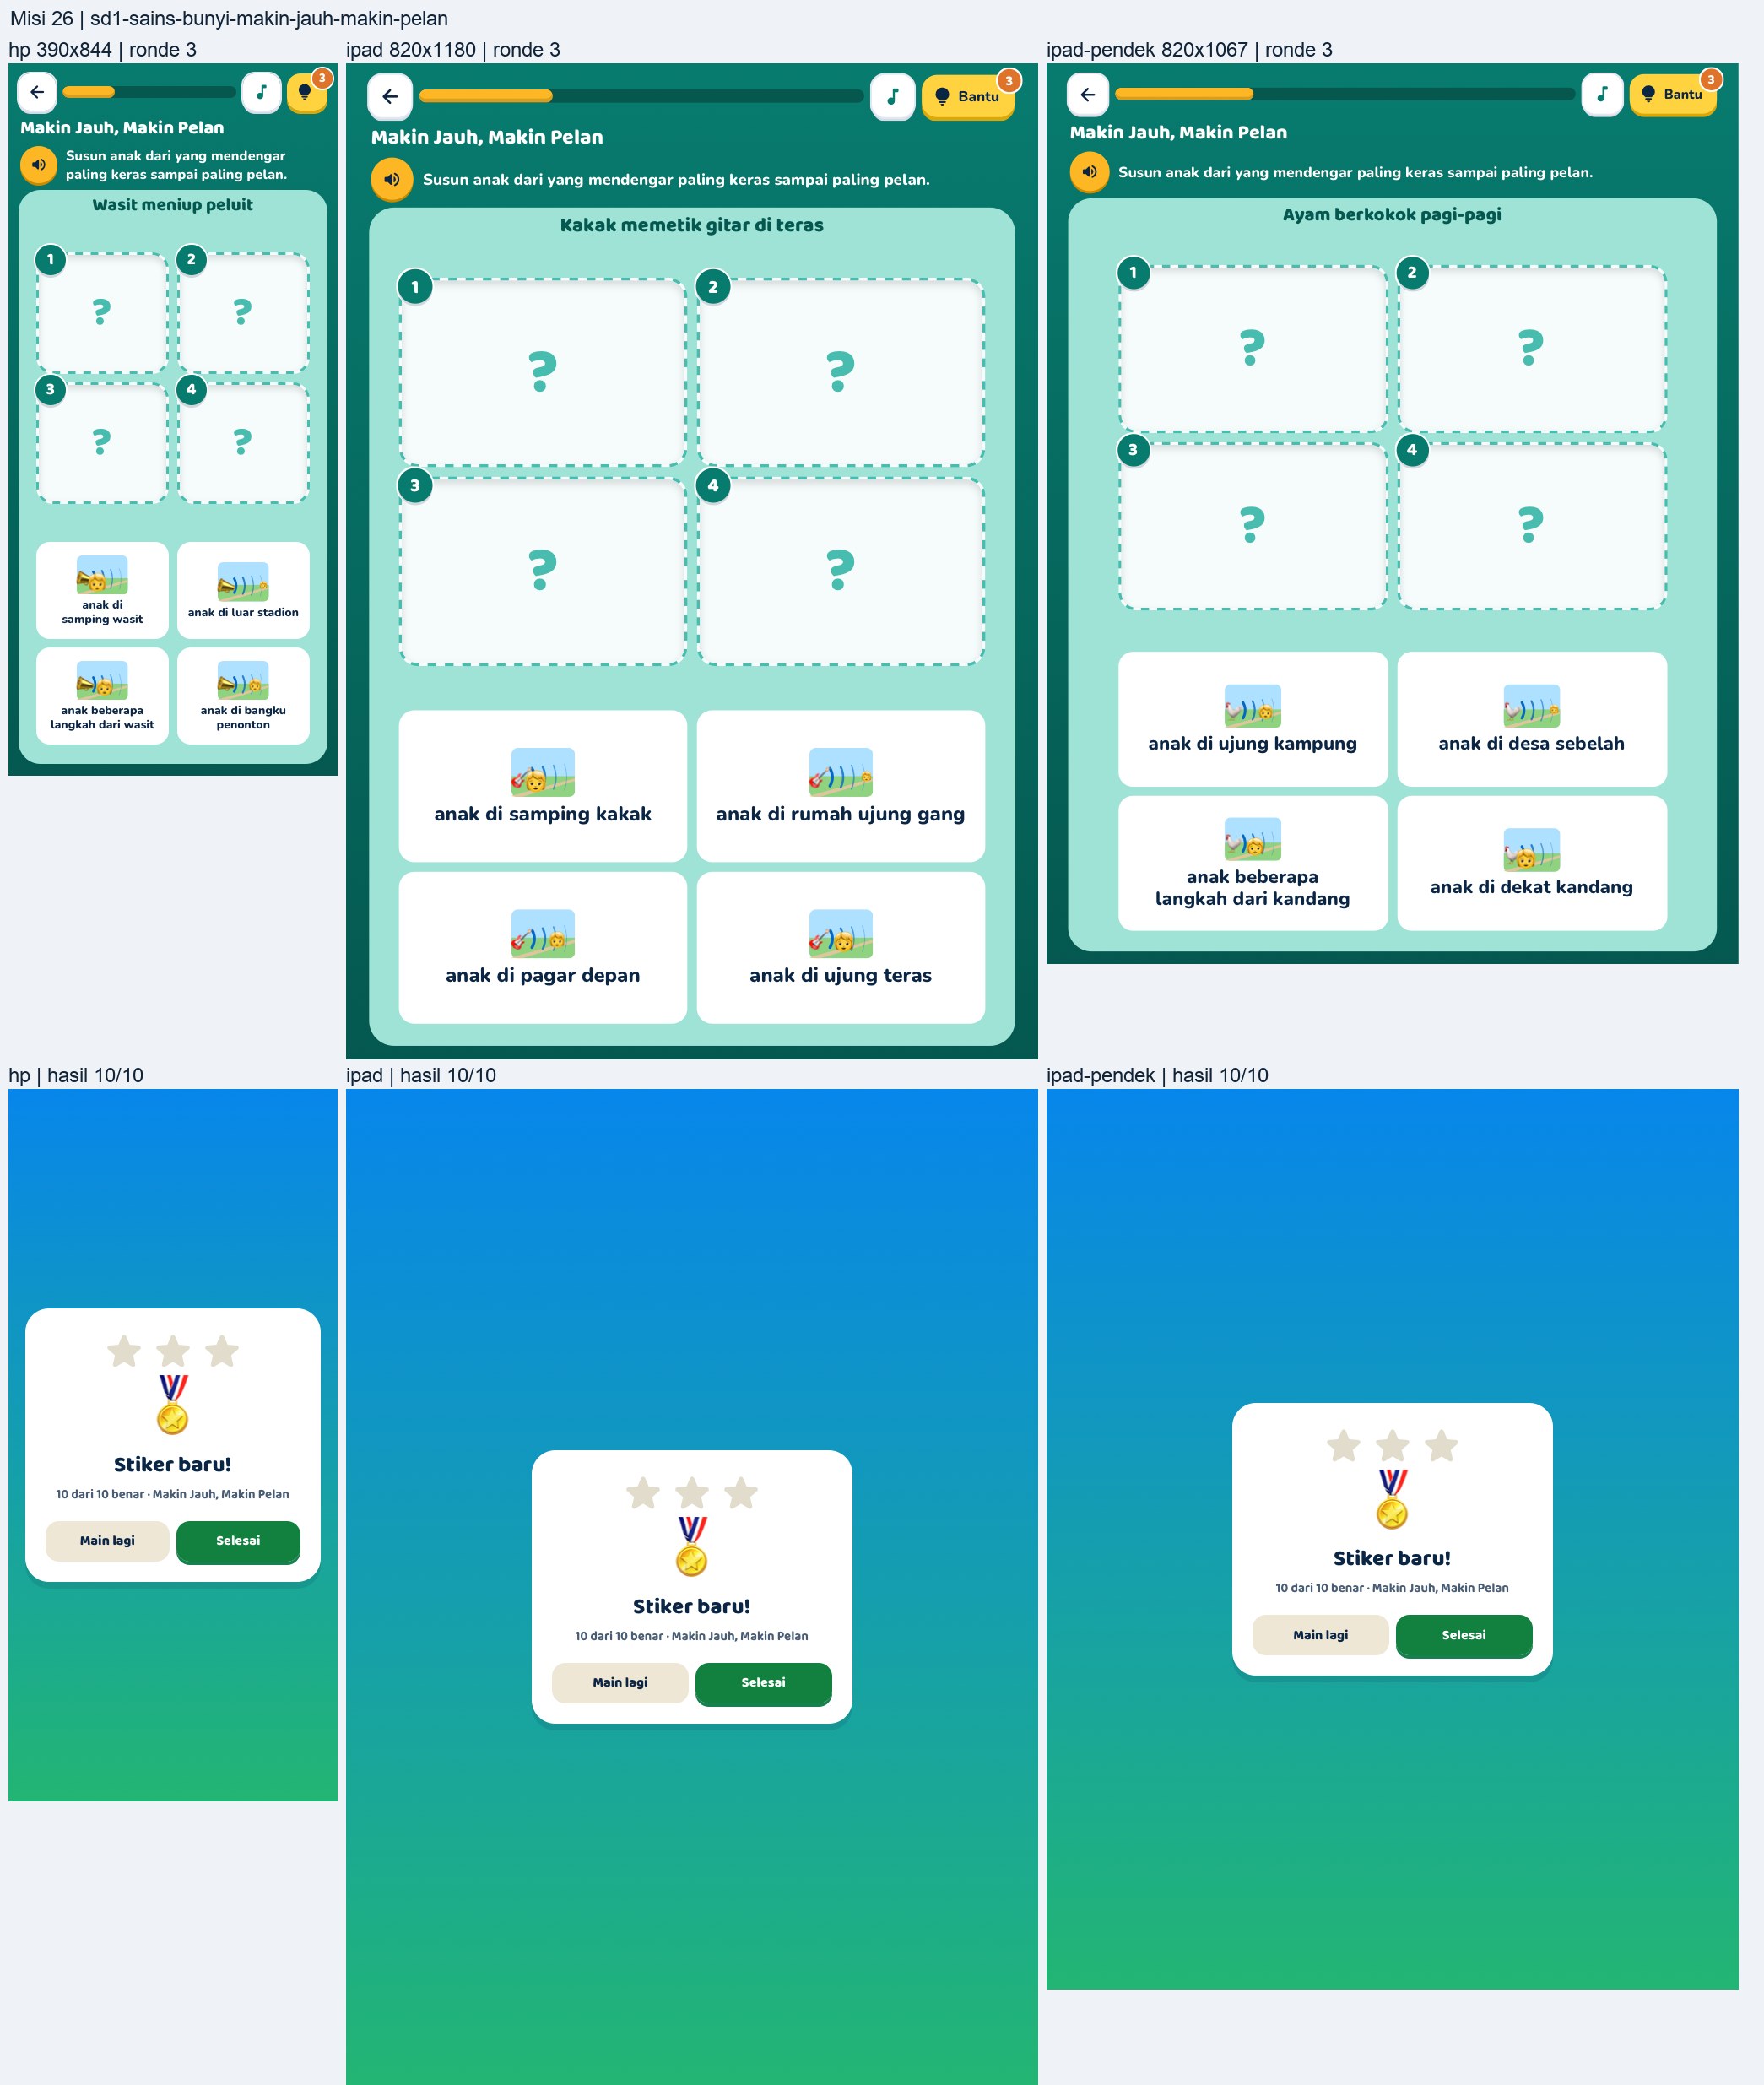 Misi 26 | sd1-sains-bunyi-makin-jauh-makin-pelan
hp 390x844 | ronde 3
3
Makin Jauh, Makin Pelan
Susun anak dari yang mendengar
paling keras sampai paling pelan.
Wasit meniup peluit
1
2
?
?
3
4
?
?
anak di
samping wasit
anak di luar stadion
anak beberapa
langkah dari wasit
anak di bangku
penonton
ipad 820x1180 | ronde 3
Bantu
3
Makin Jauh, Makin Pelan
Susun anak dari yang mendengar paling keras sampai paling pelan.
Kakak memetik gitar di teras
1
2
?
?
3
4
?
?
anak di samping kakak
anak di rumah ujung gang
anak di pagar depan
anak di ujung teras
ipad-pendek 820x1067 | ronde 3
Bantu
3
Makin Jauh, Makin Pelan
Susun anak dari yang mendengar paling keras sampai paling pelan.
Ayam berkokok pagi-pagi
1
2
?
?
3
4
?
?
anak di ujung kampung
anak di desa sebelah
anak beberapa
langkah dari kandang
anak di dekat kandang
hp | hasil 10/10
Stiker baru!
10 dari 10 benar · Makin Jauh, Makin Pelan
Main lagi
Selesai
ipad | hasil 10/10
Stiker baru!
10 dari 10 benar · Makin Jauh, Makin Pelan
Main lagi
Selesai
ipad-pendek | hasil 10/10
Stiker baru!
10 dari 10 benar · Makin Jauh, Makin Pelan
Main lagi
Selesai